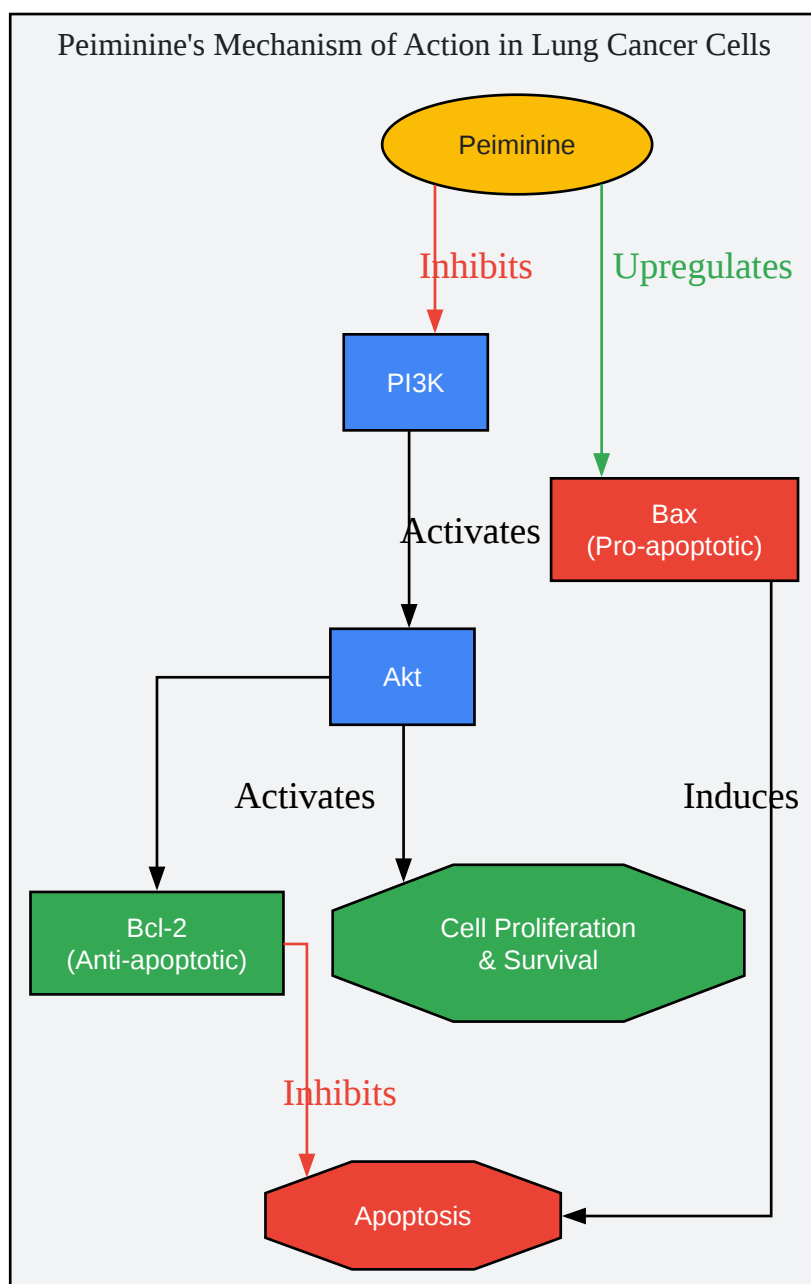 Peiminine's Mechanism of Action in Lung Cancer Cells
Peiminine
Inhibits
Upregulates
PI3K
Activates
Bax
(Pro-apoptotic)
Akt
Activates
Induces
Bcl-2
(Anti-apoptotic)
Cell Proliferation
& Survival
Inhibits
Apoptosis